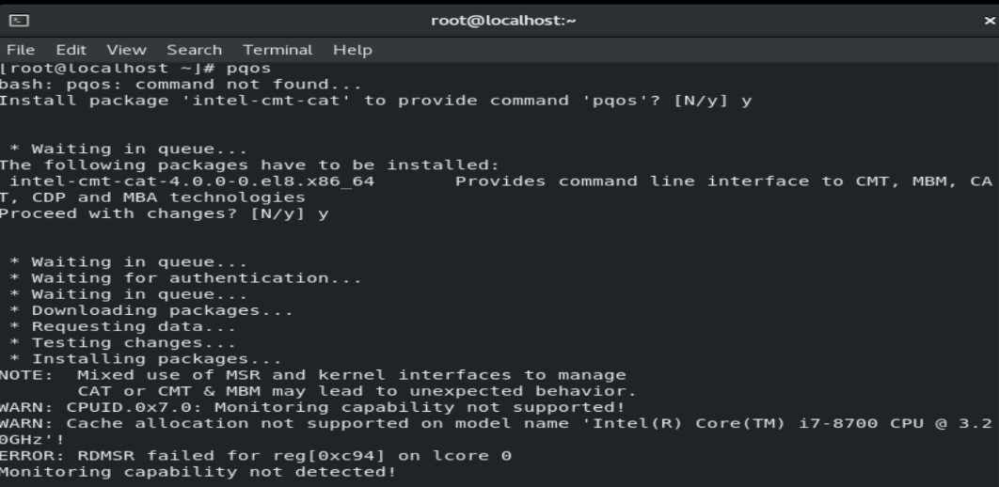 root@localhost:~
×
File Edit View Search Terminal Help
[root@localhost ~]# pqos
bash: pqos: command not found...
Install package 'intel-cmt-cat' to provide command 'pqos'? [N/y] y
* Waiting in queue...
The following packages have to be installed:
intel-cmt-cat-4.0.0-0.el8.x86_64 Provides command line interface to CMT, MBM, CA
T, CDP and MBA technologies
Proceed with changes? [N/y] y
* Waiting in queue...
* Waiting for authentication...
* Waiting in queue...
* Downloading packages...
* Requesting data...
* Testing changes...
* Installing packages...
NOTE: Mixed use of MSR and kernel interfaces to manage
CAT or CMT & MBM may lead to unexpected behavior.
WARN: CPUID.0x7.0: Monitoring capability not supported!
WARN: Cache allocation not supported on model name 'Intel(R) Core(TM) i7-8700 CPU @ 3.2
0GHz'!
ERROR: RDMSR failed for reg[0xc94] on lcore 0
Monitoring capability not detected!